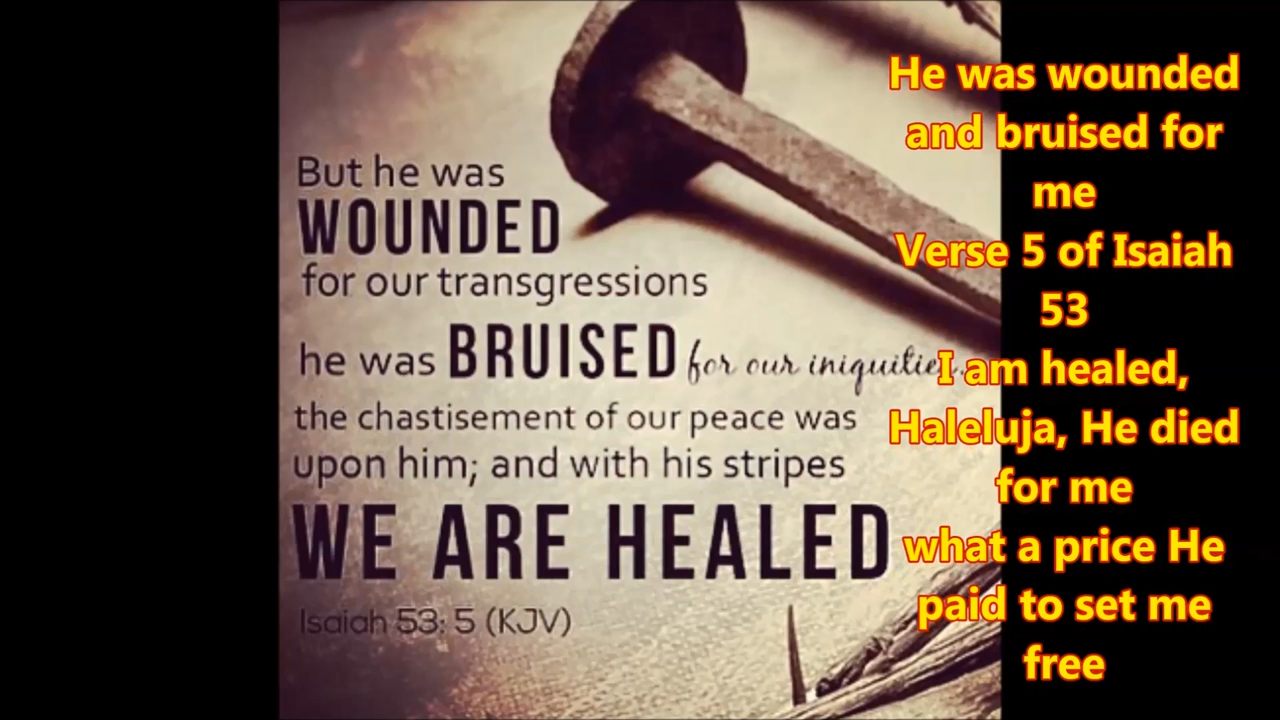 But he was
WOUNDED
for our transgressions
he was BRUISED for our iniquities.
the chastisement of our peace was
upon him; and with his stripes
WE ARE HEALED
Isaiah 53: 5 (KJV)
He was wounded
and bruised for
me
Verse 5 of Isaiah
53
I am healed,
Haleluja, He died
for me
what a price He
paid to set me
free